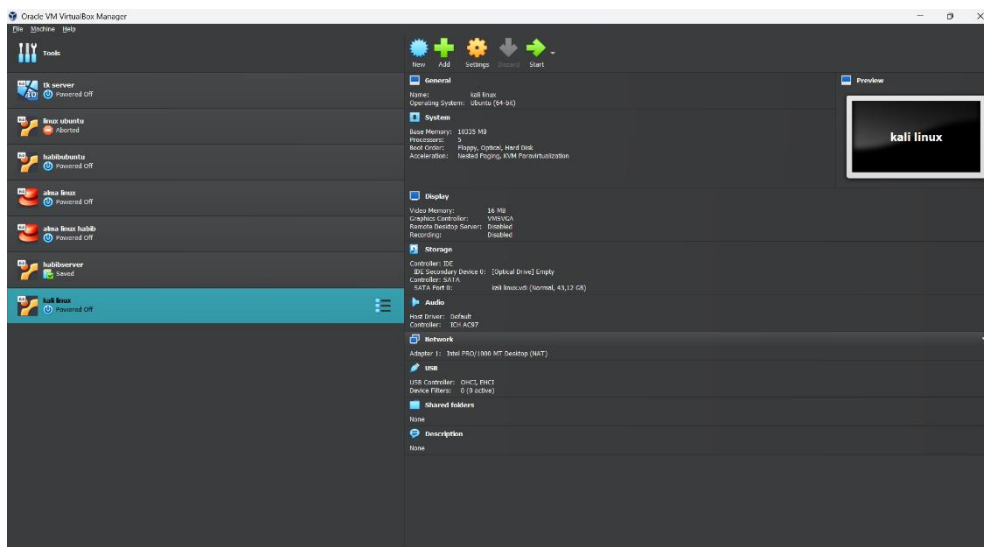 Oracle VM VirtualBox Manager
File Machine Help
Tools
tk server
Powered Off
linux ubuntu
Aborted
habibubuntu
Powered Off
alma linux
Powered Off
alma linux habib
Powered Off
habibserver
Saved
kali linux
Powered Off
New Add Settings Discard Start
General
Name: kali linux
Operating System: Ubuntu (64-bit)
System
Base Memory: 10335 MB
Processors: 5
Boot Order: Floppy, Optical, Hard Disk
Acceleration: Nested Paging, KVM Paravirtualization
Display
Video Memory: 16 MB
Graphics Controller: VMSVGA
Remote Desktop Server: Disabled
Recording: Disabled
Storage
Controller: IDE
IDE Secondary Device 0: [Optical Drive] Empty
Controller: SATA
SATA Port 0: kali linux.vdi (Normal, 43,12 GB)
Audio
Host Driver: Default
Controller: ICH AC97
Network
Adapter 1: Intel PRO/1000 MT Desktop (NAT)
USB
USB Controller: OHCI, EHCI
Device Filters: 0 (0 active)
Shared folders
None
Description
None
Preview
kali linux